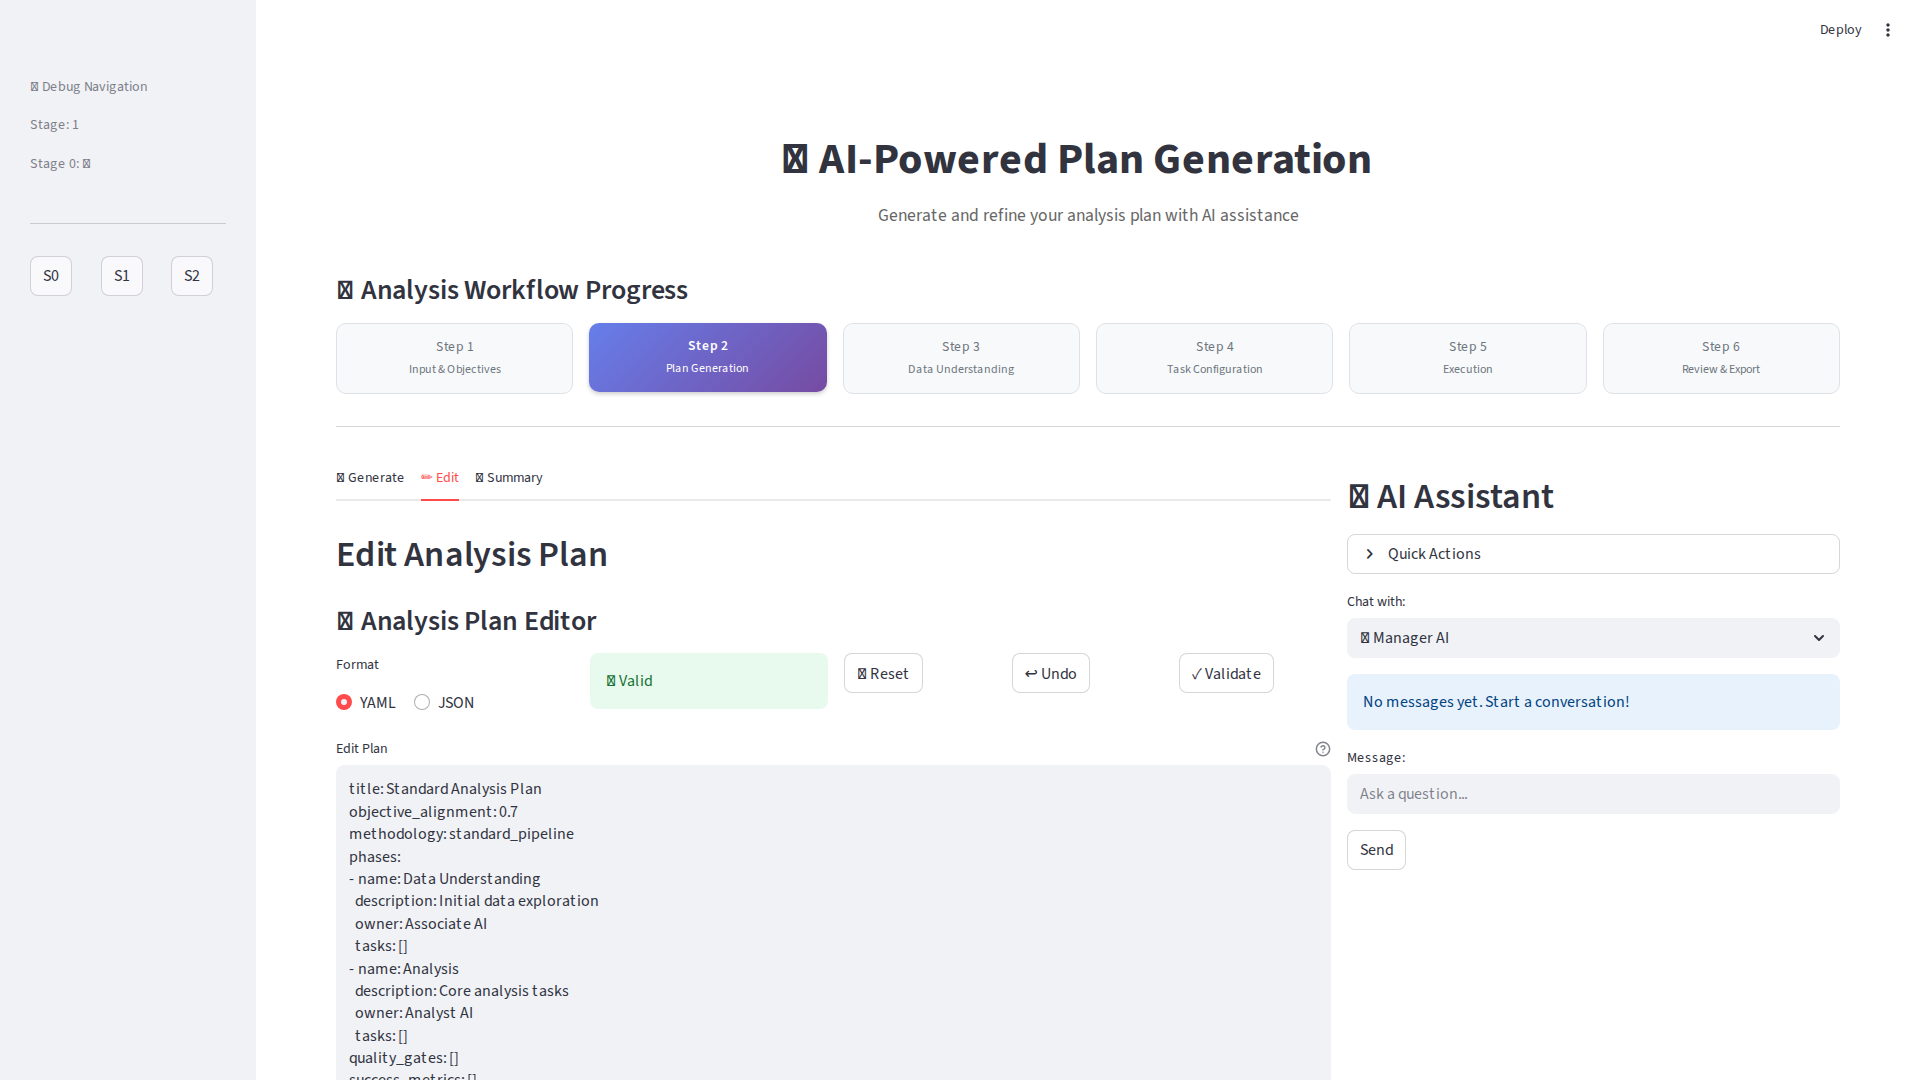 Deploy
Debug Navigation
Stage: 1
Stage 0:
S0
S1
S2
AI-Powered Plan Generation
Generate and refine your analysis plan with AI assistance
Analysis Workflow Progress
Step 1
Input & Objectives
Step 2
Plan Generation
Step 3
Data Understanding
Step 4
Task Configuration
Step 5
Execution
Step 6
Review & Export
Generate
✏ Edit
Summary
Edit Analysis Plan
Analysis Plan Editor
Format
YAML
JSON
Valid
Reset
↩ Undo
✓ Validate
Edit Plan
title: Standard Analysis Plan
objective_alignment: 0.7
methodology: standard_pipeline
phases:
- name: Data Understanding
  description: Initial data exploration
  owner: Associate AI
  tasks: []
- name: Analysis
  description: Core analysis tasks
  owner: Analyst AI
  tasks: []
quality_gates: []
success_metrics: []
AI Assistant
Quick Actions
Chat with:
Manager AI
No messages yet. Start a conversation!
Message:
Ask a question...
Send